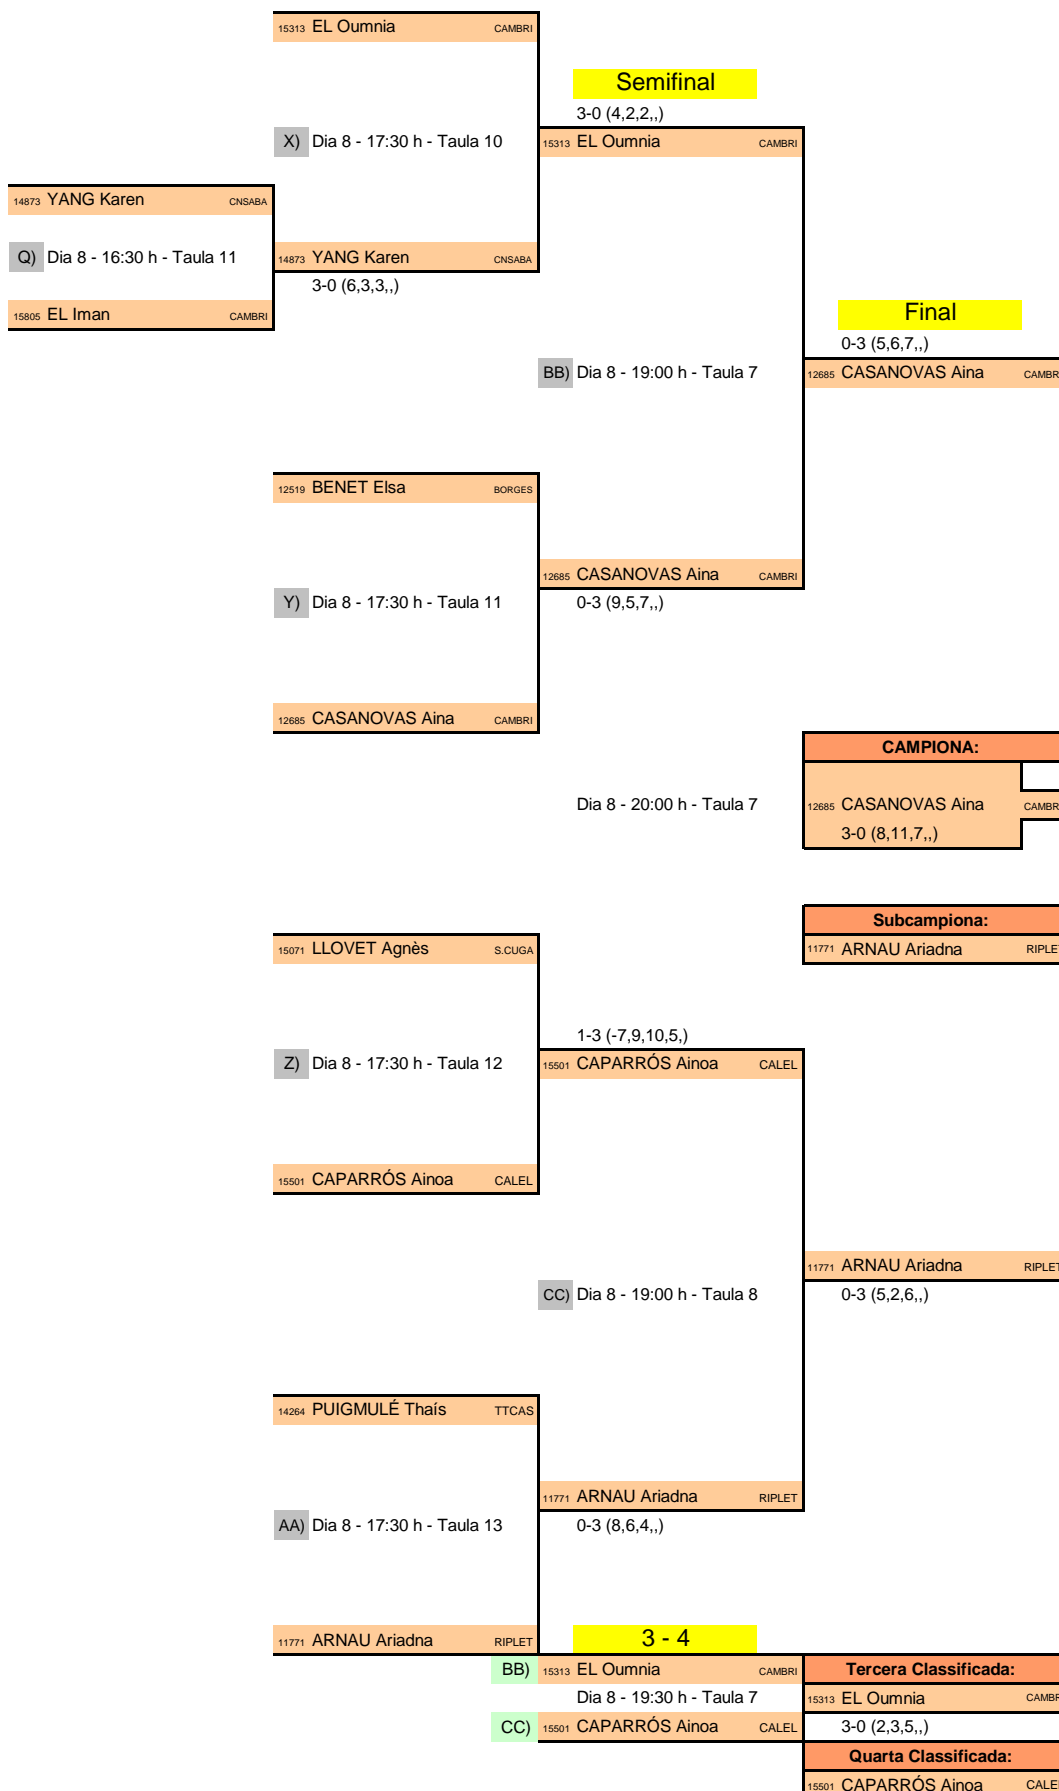 15313 EL Oumnia CAMBRI
Semifinal
3-0 (4,2,2,,)
X) Dia 8 - 17:30 h - Taula 10
15313 EL Oumnia CAMBRI
14873 YANG Karen CNSABA
Q) Dia 8 - 16:30 h - Taula 11
14873 YANG Karen CNSABA
3-0 (6,3,3,,)
15805 EL Iman CAMBRI
Final
0-3 (5,6,7,,)
BB) Dia 8 - 19:00 h - Taula 7
12685 CASANOVAS Aina CAMBR
12519 BENET Elsa BORGES
12685 CASANOVAS Aina CAMBRI
Y) Dia 8 - 17:30 h - Taula 11
0-3 (9,5,7,,)
12685 CASANOVAS Aina CAMBRI
CAMPIONA:
Dia 8 - 20:00 h - Taula 7
12685 CASANOVAS Aina CAMBR
3-0 (8,11,7,,)
Subcampiona:
15071 LLOVET Agnès S.CUGA
11771 ARNAU Ariadna RIPLET
1-3 (-7,9,10,5,)
Z) Dia 8 - 17:30 h - Taula 12
15501 CAPARRÓS Ainoa CALEL
15501 CAPARRÓS Ainoa CALEL
11771 ARNAU Ariadna RIPLET
CC) Dia 8 - 19:00 h - Taula 8
0-3 (5,2,6,,)
14264 PUIGMULÉ Thaís TTCAS
11771 ARNAU Ariadna RIPLET
AA) Dia 8 - 17:30 h - Taula 13
0-3 (8,6,4,,)
11771 ARNAU Ariadna RIPLET
3 - 4
BB) 15313 EL Oumnia CAMBRI
Tercera Classificada:
Dia 8 - 19:30 h - Taula 7
15313 EL Oumnia CAMBR
CC) 15501 CAPARRÓS Ainoa CALEL
3-0 (2,3,5,,)
Quarta Classificada:
15501 CAPARRÓS Ainoa CALE